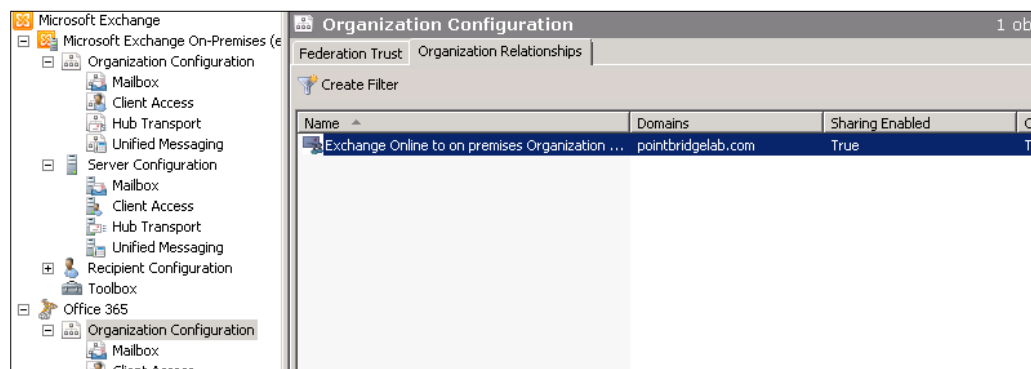 Microsoft Exchange
Microsoft Exchange On-Premises (e
Organization Configuration
Mailbox
Client Access
Hub Transport
Unified Messaging
Server Configuration
Mailbox
Client Access
Hub Transport
Unified Messaging
Recipient Configuration
Toolbox
Office 365
Organization Configuration
Mailbox
Client Access
Organization Configuration 1 ob
Federation Trust Organization Relationships
Create Filter
Name Domains Sharing Enabled
Exchange Online to on premises Organization ... pointbridgelab.com True T